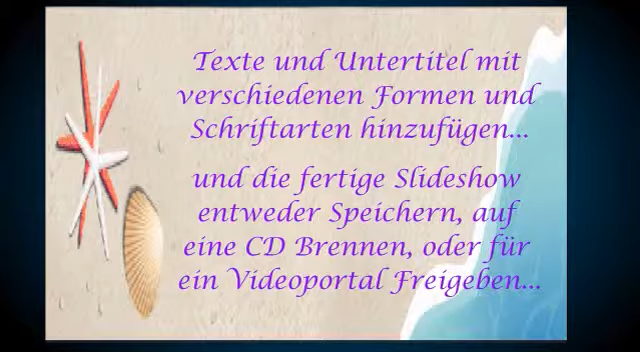 Texte und Untertitel mit
verschiedenen Formen und
Schriftarten hinzufügen...
und die fertige Slideshow
entweder Speichern, auf
eine CD Brennen, oder für
ein Videoportal Freigeben...